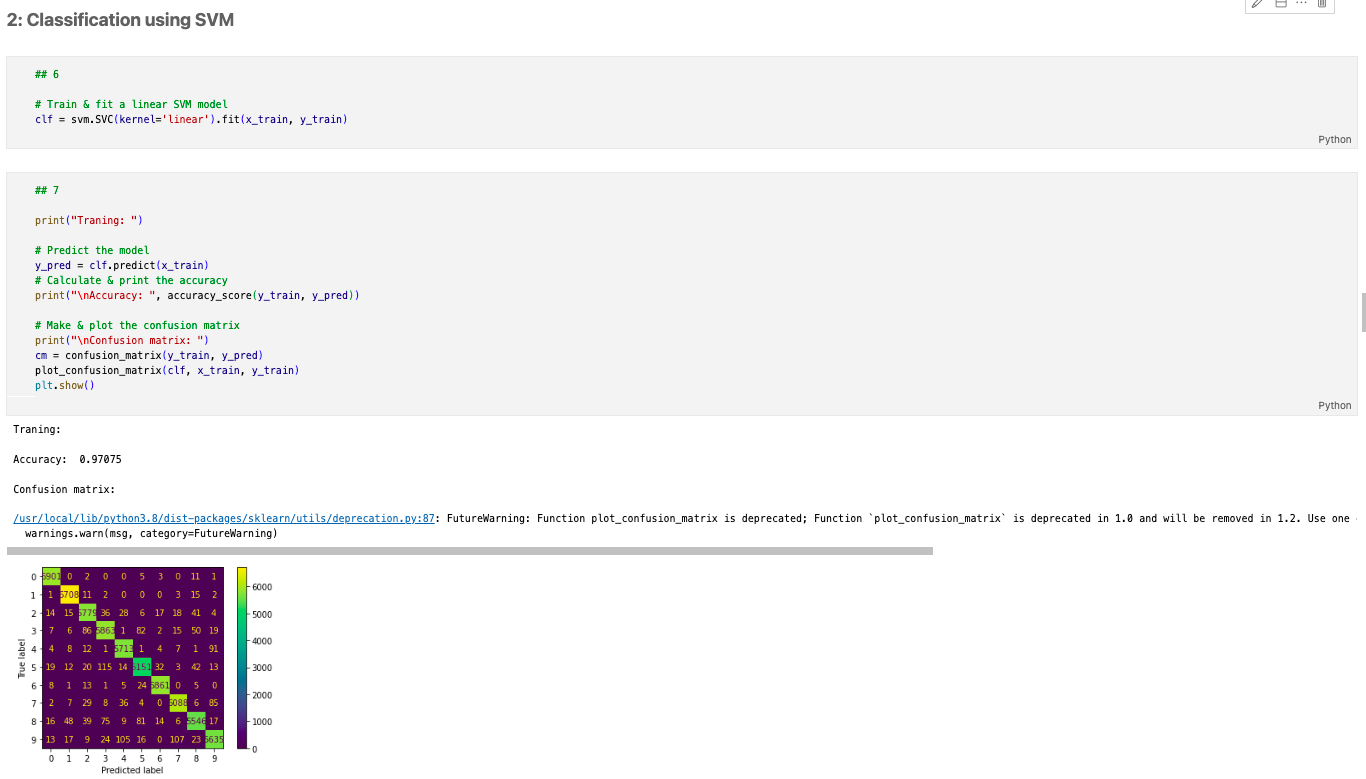 2: Classification using SVM
## 6
# Train & fit a linear SVM model
clf = svm.SVC(kernel='linear').fit(x_train, y_train)
Python
## 7
print("Traning: ")
# Predict the model
y_pred = clf.predict(x_train)
# Calculate & print the accuracy
print("\nAccuracy: ", accuracy_score(y_train, y_pred))
# Make & plot the confusion matrix
print("\nConfusion matrix: ")
cm = confusion_matrix(y_train, y_pred)
plot_confusion_matrix(clf, x_train, y_train)
plt.show()
Python
Traning:
Accuracy:  0.97075
Confusion matrix:
/usr/local/lib/python3.8/dist-packages/sklearn/utils/deprecation.py:87: FutureWarning: Function plot_confusion_matrix is deprecated; Function `plot_confusion_matrix` is deprecated in 1.0 and will be removed in 1.2. Use one
warnings.warn(msg, category=FutureWarning)
0 0 2 0 0 5 3 0 11 1
1 1 11 2 0 0 0 3 15 2
2 14 15 36 28 6 17 18 41 4
3 7 6 86 1 82 2 15 50 19
4 4 8 12 1 1 4 7 1 91
5 19 12 20 115 14 32 3 42 13
6 8 1 13 1 5 24 0 5 0
7 2 7 29 8 36 4 0 6 85
8 16 48 39 75 9 81 14 6 17
9 13 17 9 24 105 16 0 107 23
0 1 2 3 4 5 6 7 8 9
Predicted label
True label
6000
5000
4000
3000
2000
1000
0